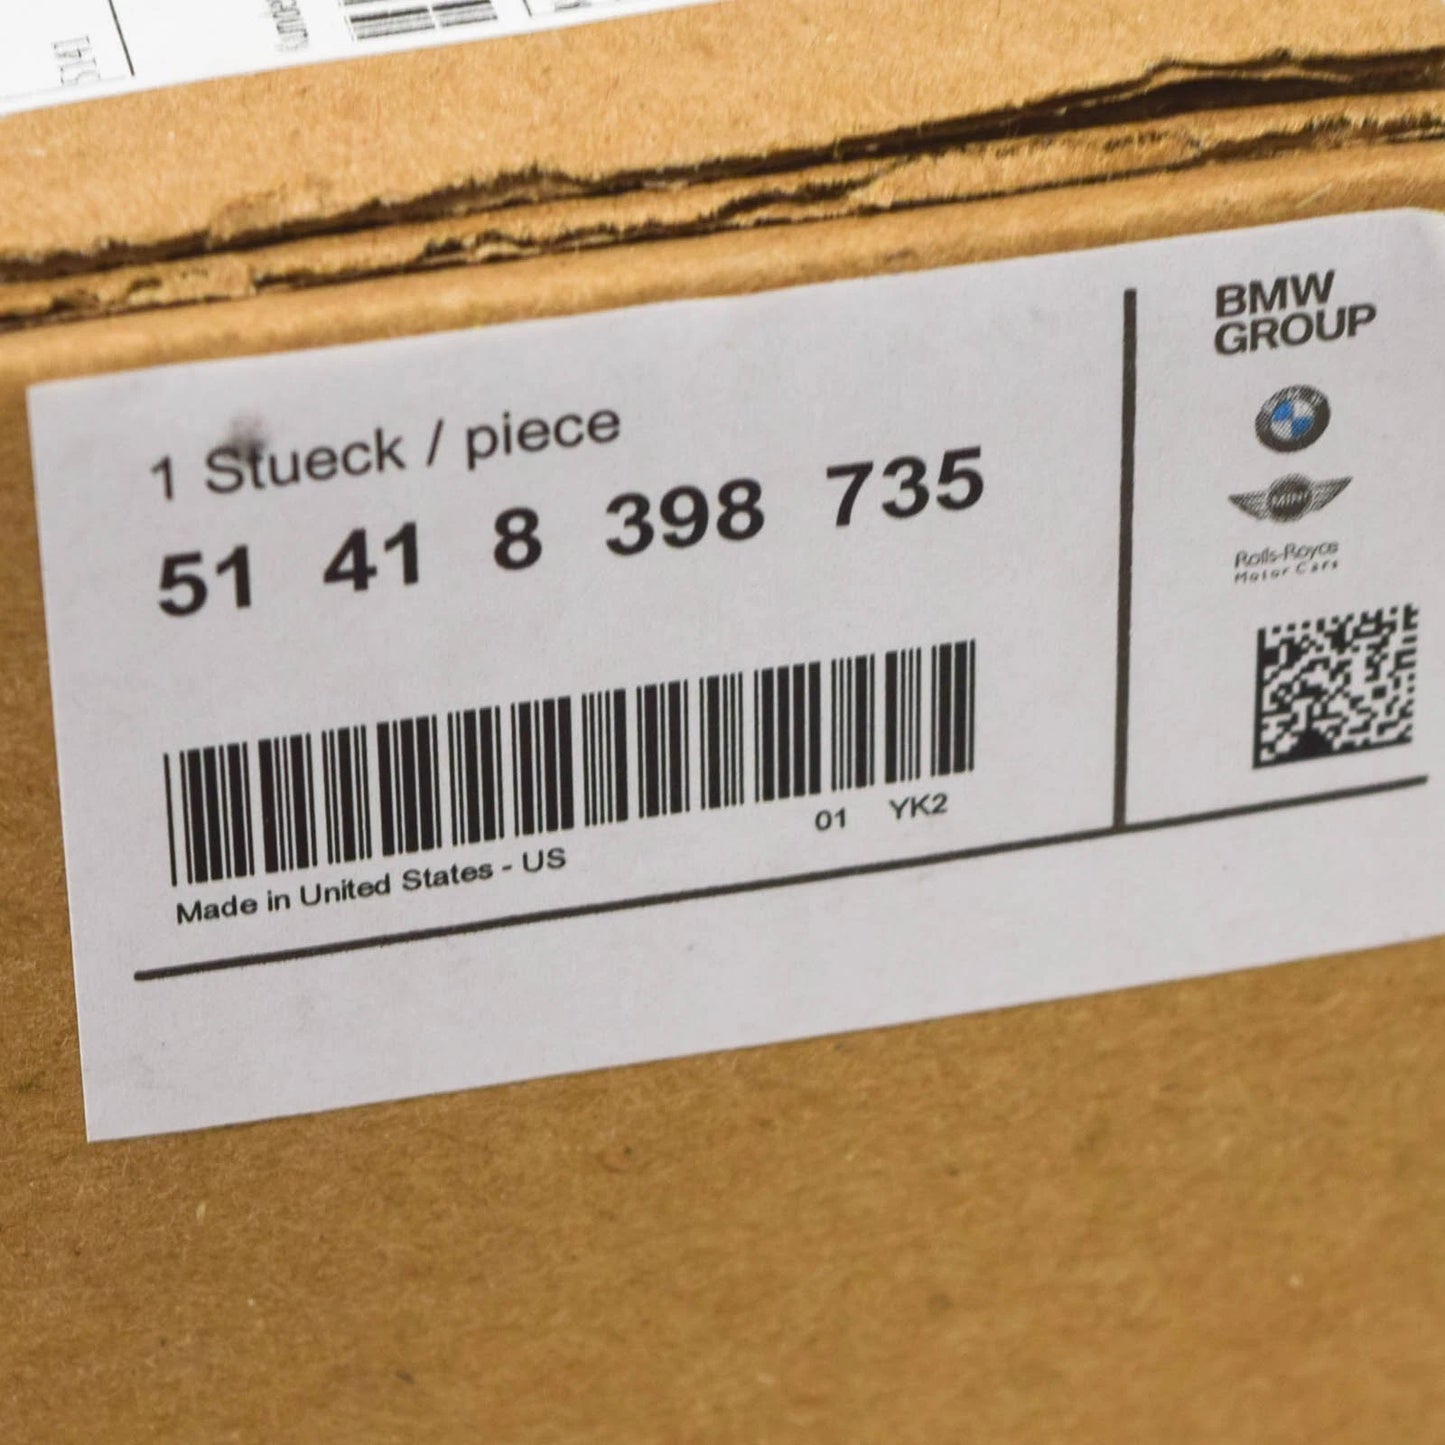 1 Stueck / piece
51 41 8 398 735
01 YK2
Made in United States - US
BMW
GROUP
MINI
Rolls-Royce
Motor Cars